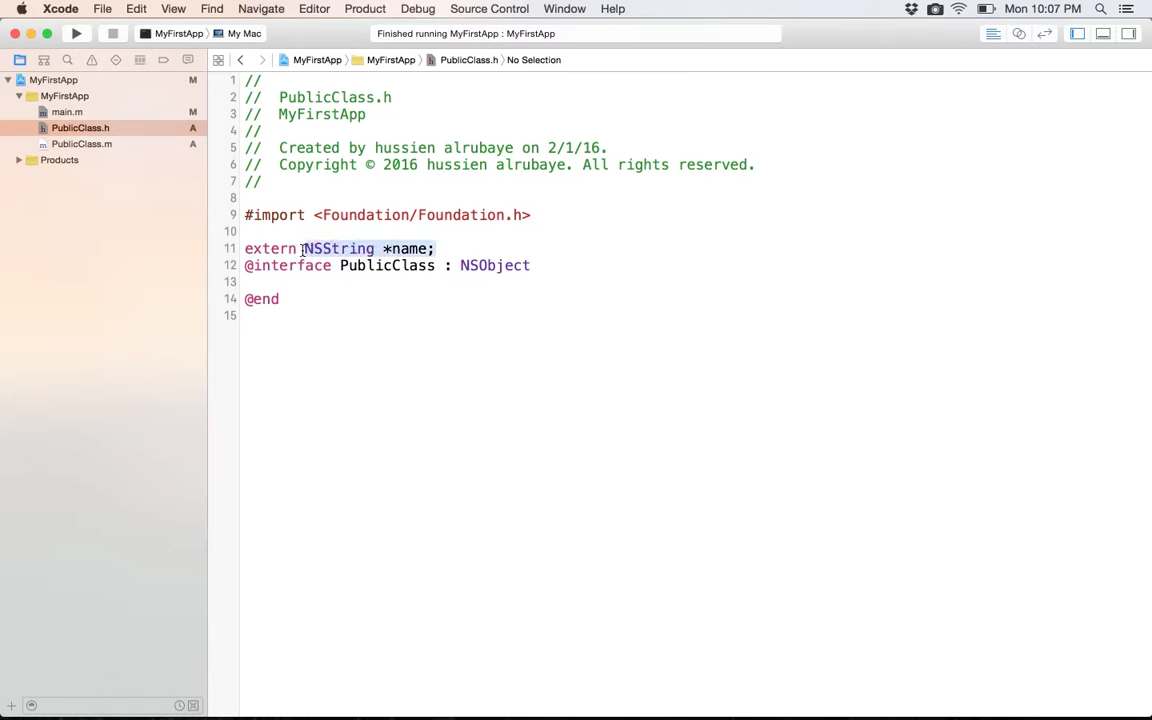 Xcode File Edit View Find Navigate Editor Product Debug Source Control Window Help Mon 10:07 PM
MyFirstApp My Mac Finished running MyFirstApp : MyFirstApp
MyFirstApp MyFirstApp PublicClass.h No Selection
MyFirstApp M
MyFirstApp
main.m M
PublicClass.h A
PublicClass.m A
Products
1 //
2 // PublicClass.h
3 // MyFirstApp
4 //
5 // Created by hussien alrubaye on 2/1/16.
6 // Copyright © 2016 hussien alrubaye. All rights reserved.
7 //
8
9 #import <Foundation/Foundation.h>
10
11 extern NSString *name;
12 @interface PublicClass : NSObject
13
14 @end
15